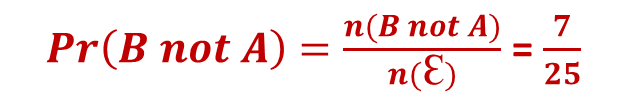 Pr(B not A) = n(B not A) / n(ℰ) = 7 / 25